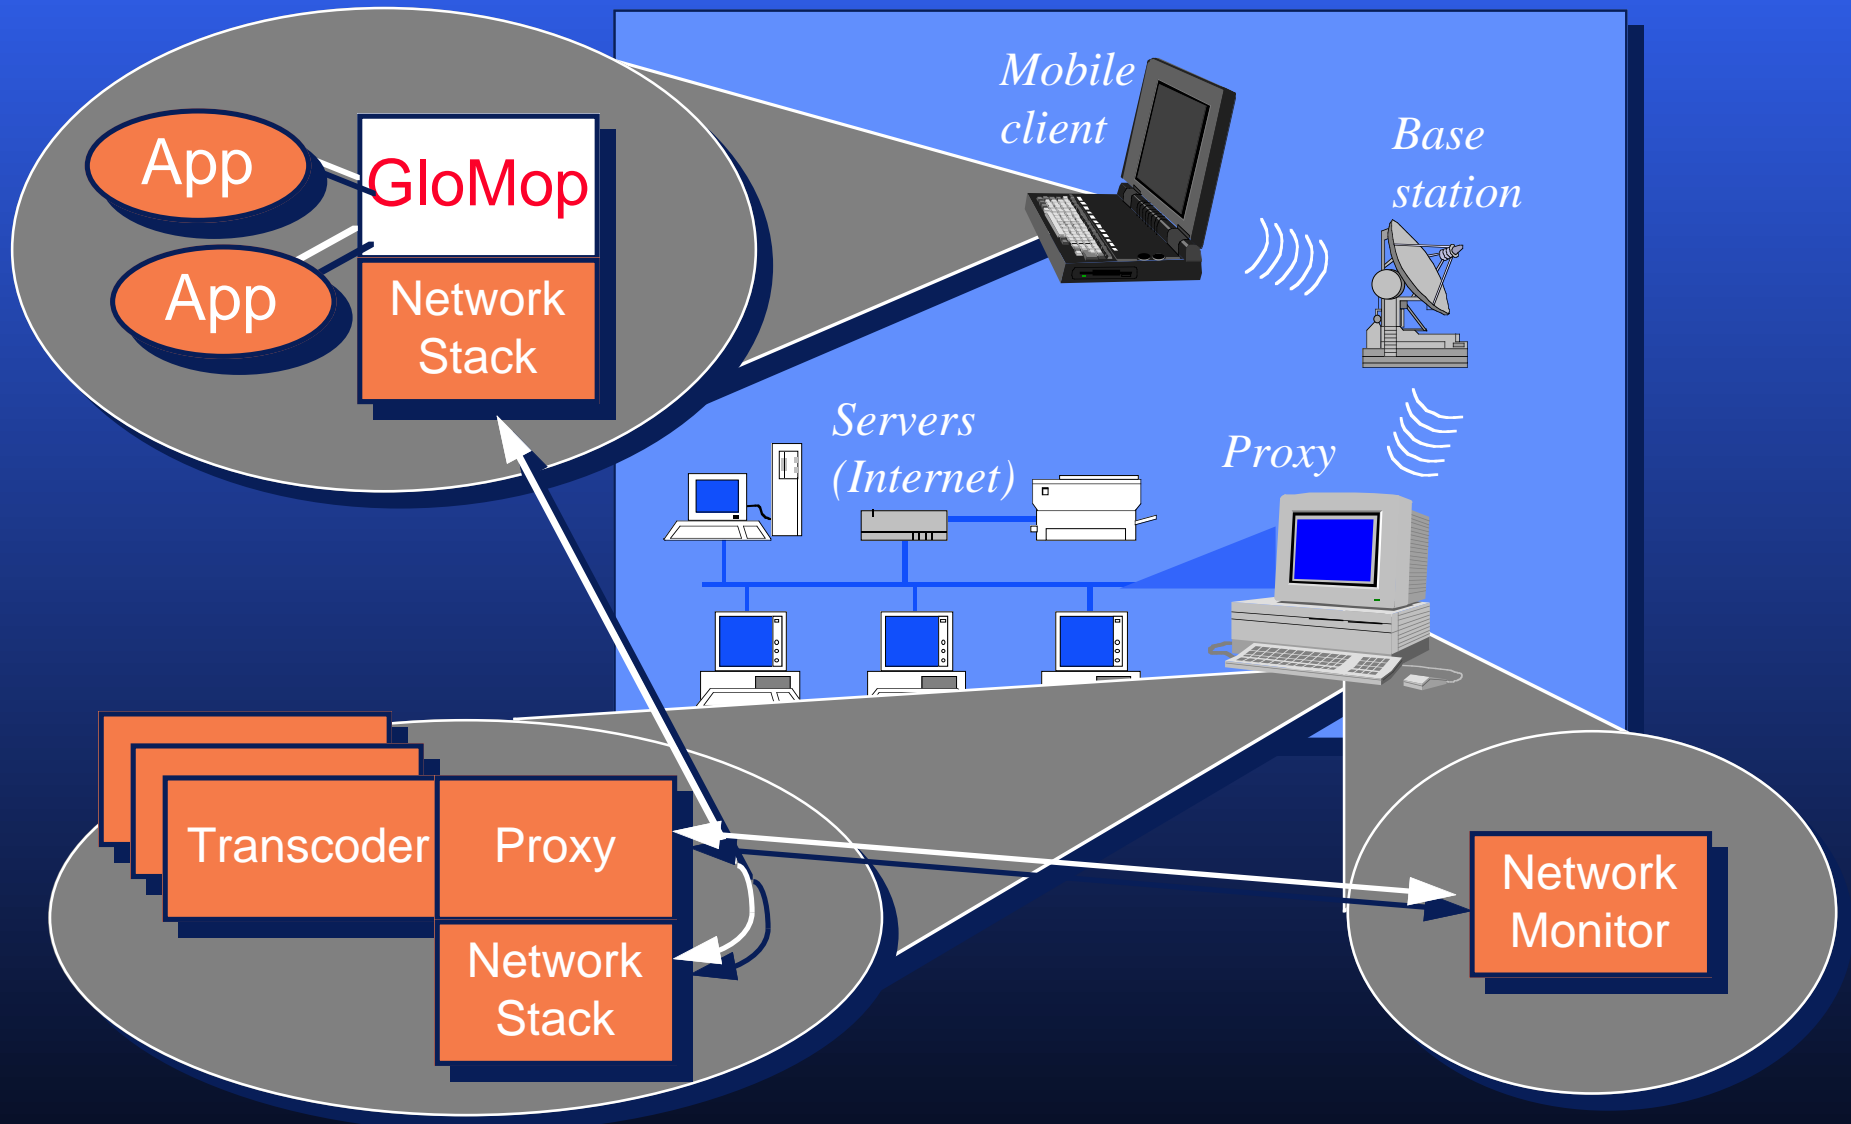 Mobile
client
Base
station
App
GloMop
App
Network
Stack
Servers
(Internet)
Proxy
Transcoder
Proxy
Network
Stack
Network
Monitor